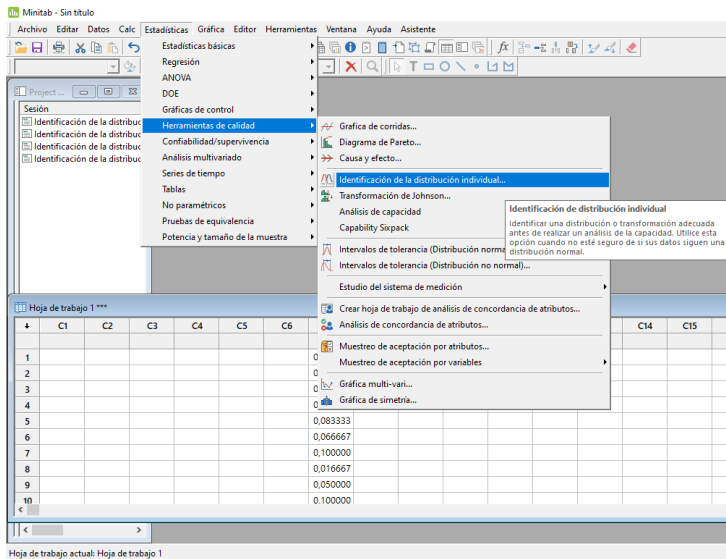 Minitab - Sin título
Archivo Editar Datos Calc Estadísticas Gráfica Editor Herramientas Ventana Ayuda Asistente
Project ...
Sesión
Identificación de la distribuc
Identificación de la distribuc
Identificación de la distribuc
Identificación de la distribuc
Estadísticas básicas
Regresión
ANOVA
DOE
Gráficas de control
Herramientas de calidad
Confiabilidad/supervivencia
Análisis multivariado
Series de tiempo
Tablas
No paramétricos
Pruebas de equivalencia
Potencia y tamaño de la muestra
Grafica de corridas...
Diagrama de Pareto...
Causa y efecto...
Identificación de la distribución individual...
Transformación de Johnson...
Análisis de capacidad
Capability Sixpack
Intervalos de tolerancia (Distribución norma
Intervalos de tolerancia (Distribución no normal)...
Estudio del sistema de medición
Crear hoja de trabajo de análisis de concordancia de atributos...
Análisis de concordancia de atributos...
Muestreo de aceptación por atributos...
Muestreo de aceptación por variables
Gráfica multi-vari...
Gráfica de simetría...
Identificación de distribución individual
Identificar una distribución o transformación adecuada
antes de realizar un análisis de la capacidad. Utilice esta
opción cuando no esté seguro de si sus datos siguen una
distribución normal.
Hoja de trabajo 1 ***
C1 C2 C3 C4 C5 C6 C14 C15
1 0
2 0
3 0
4 0
5 0,083333
6 0,066667
7 0,100000
8 0,016667
9 0,050000
10 0,100000
Hoja de trabajo actual: Hoja de trabajo 1